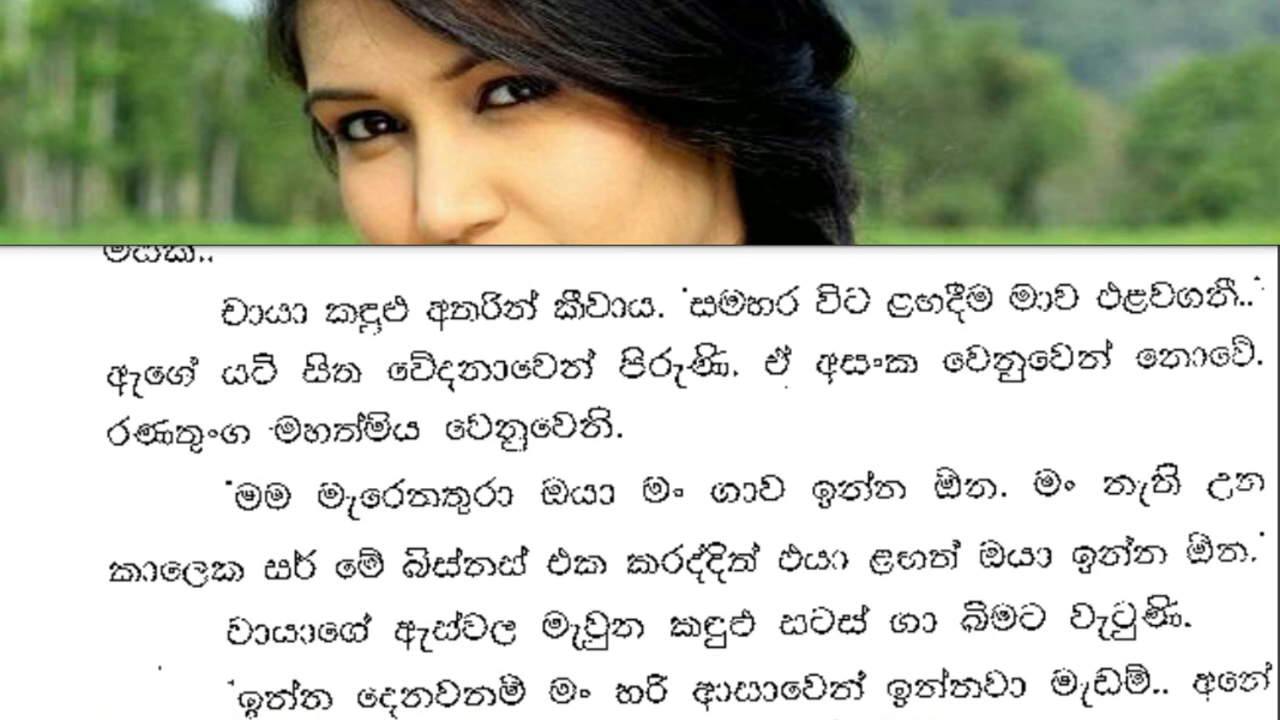 චායා කඳුළු අතරින් කීවාය. 'සමහර විට ළඟදීම මාව එළවගනී..'
ඇගේ යටි සිත වේදනාවෙන් පිරුණි. ඒ අසංක වෙනුවෙන් නොවේ.
රණතුංග මහත්මිය වෙනුවෙනි.
'මම මැරෙනතුරා ඔයා මං ගාව ඉන්න ඕන. මං නැති උන
කාලෙක සර් මේ බිස්නස් එක කරද්දිත් එයා ළඟත් ඔයා ඉන්න ඕන.'
චායාගේ ඇස්වල මැවුන කඳුළු සටස් ගා බිමට වැටුණි.
'ඉන්න දෙනවනම් මං හරි ආසාවෙන් ඉන්නවා මැඩම්.. අනේ